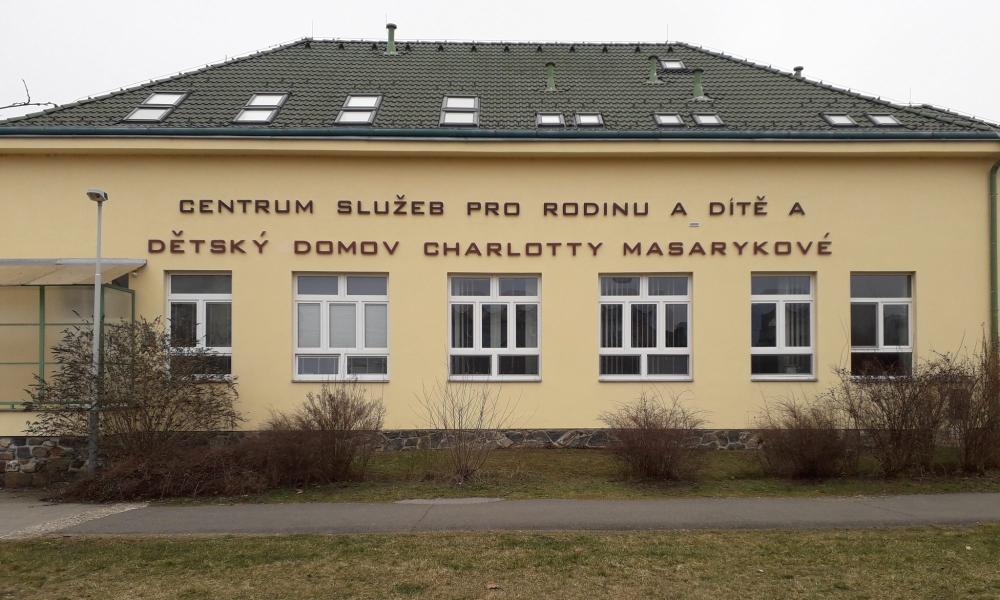 CENTRUM SLUŽEB PRO RODINU A DÍTĚ A
DĚTSKÝ DOMOV CHARLOTTY MASARYKOVÉ